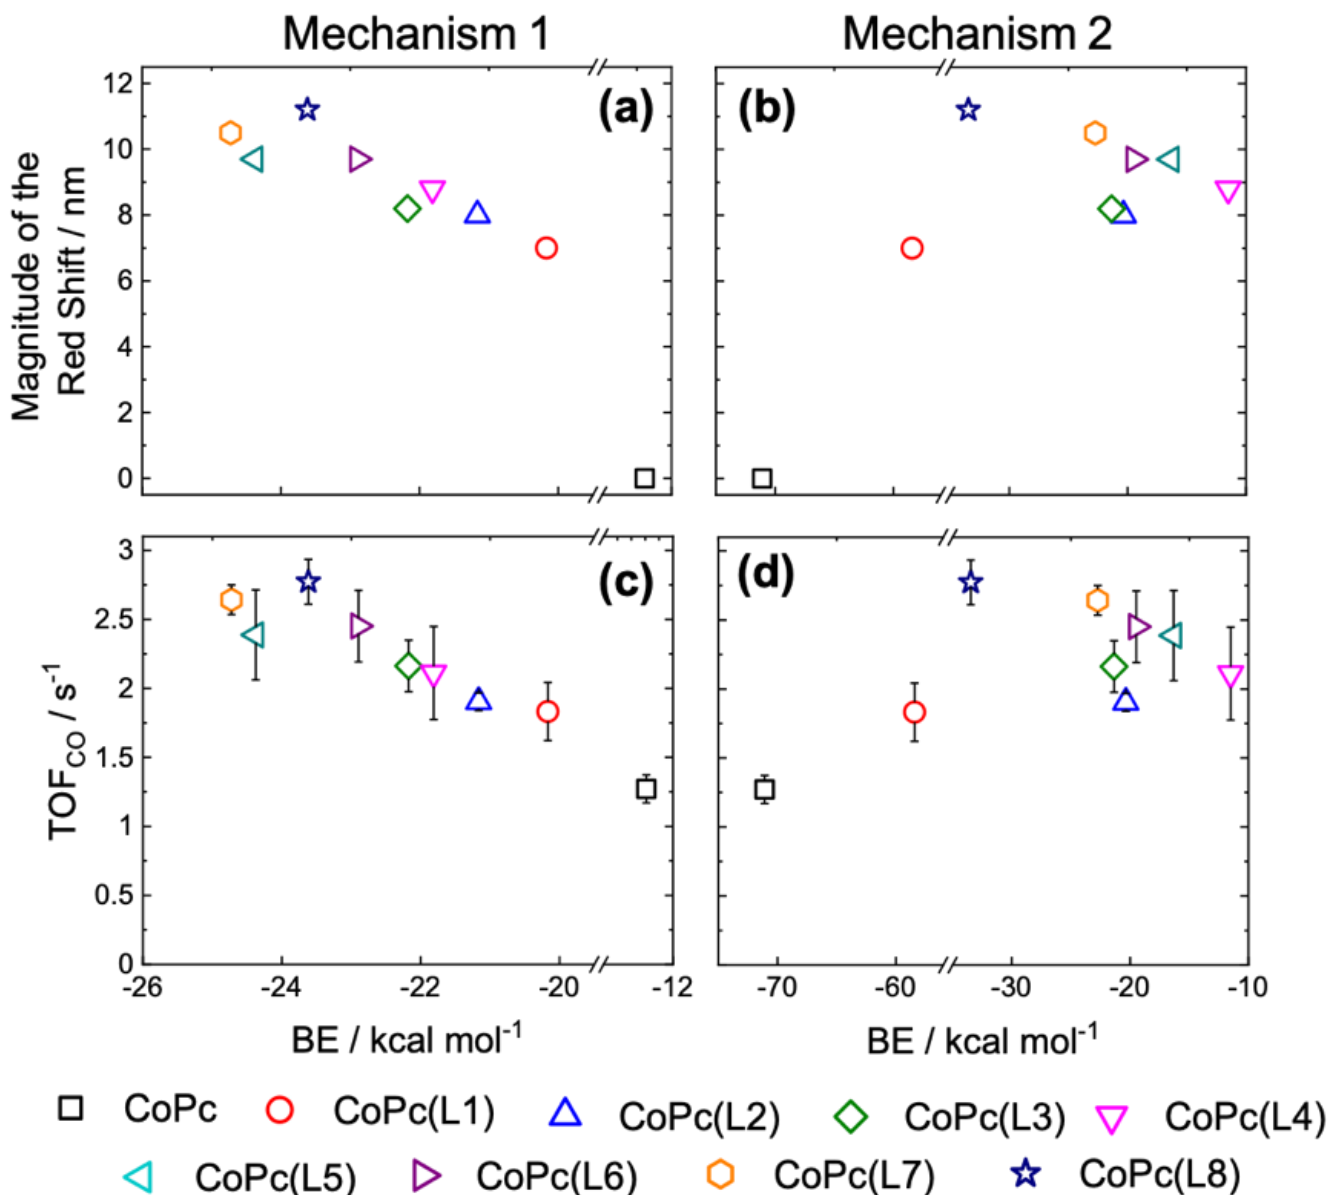 Mechanism 1
Mechanism 2
Magnitude of the
Red Shift / nm
12
10
8
6
4
2
0
(a)
(b)
TOF_CO / s⁻¹
3
2.5
2
1.5
1
0.5
0
(c)
(d)
-26 -24 -22 -20 -12
-70 -60 -30 -20 -10
BE / kcal mol⁻¹
BE / kcal mol⁻¹
CoPc CoPc(L1) CoPc(L2) CoPc(L3) CoPc(L4)
CoPc(L5) CoPc(L6) CoPc(L7) CoPc(L8)